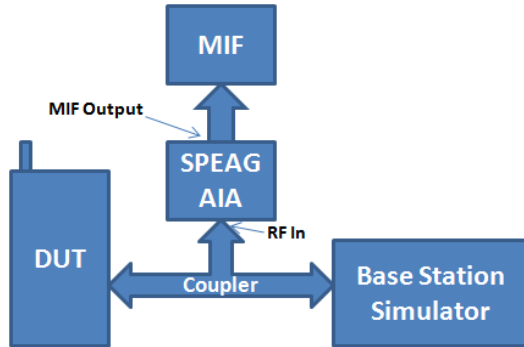 MIF
MIF Output
SPEAG
AIA
RF In
DUT
Coupler
Base Station
Simulator